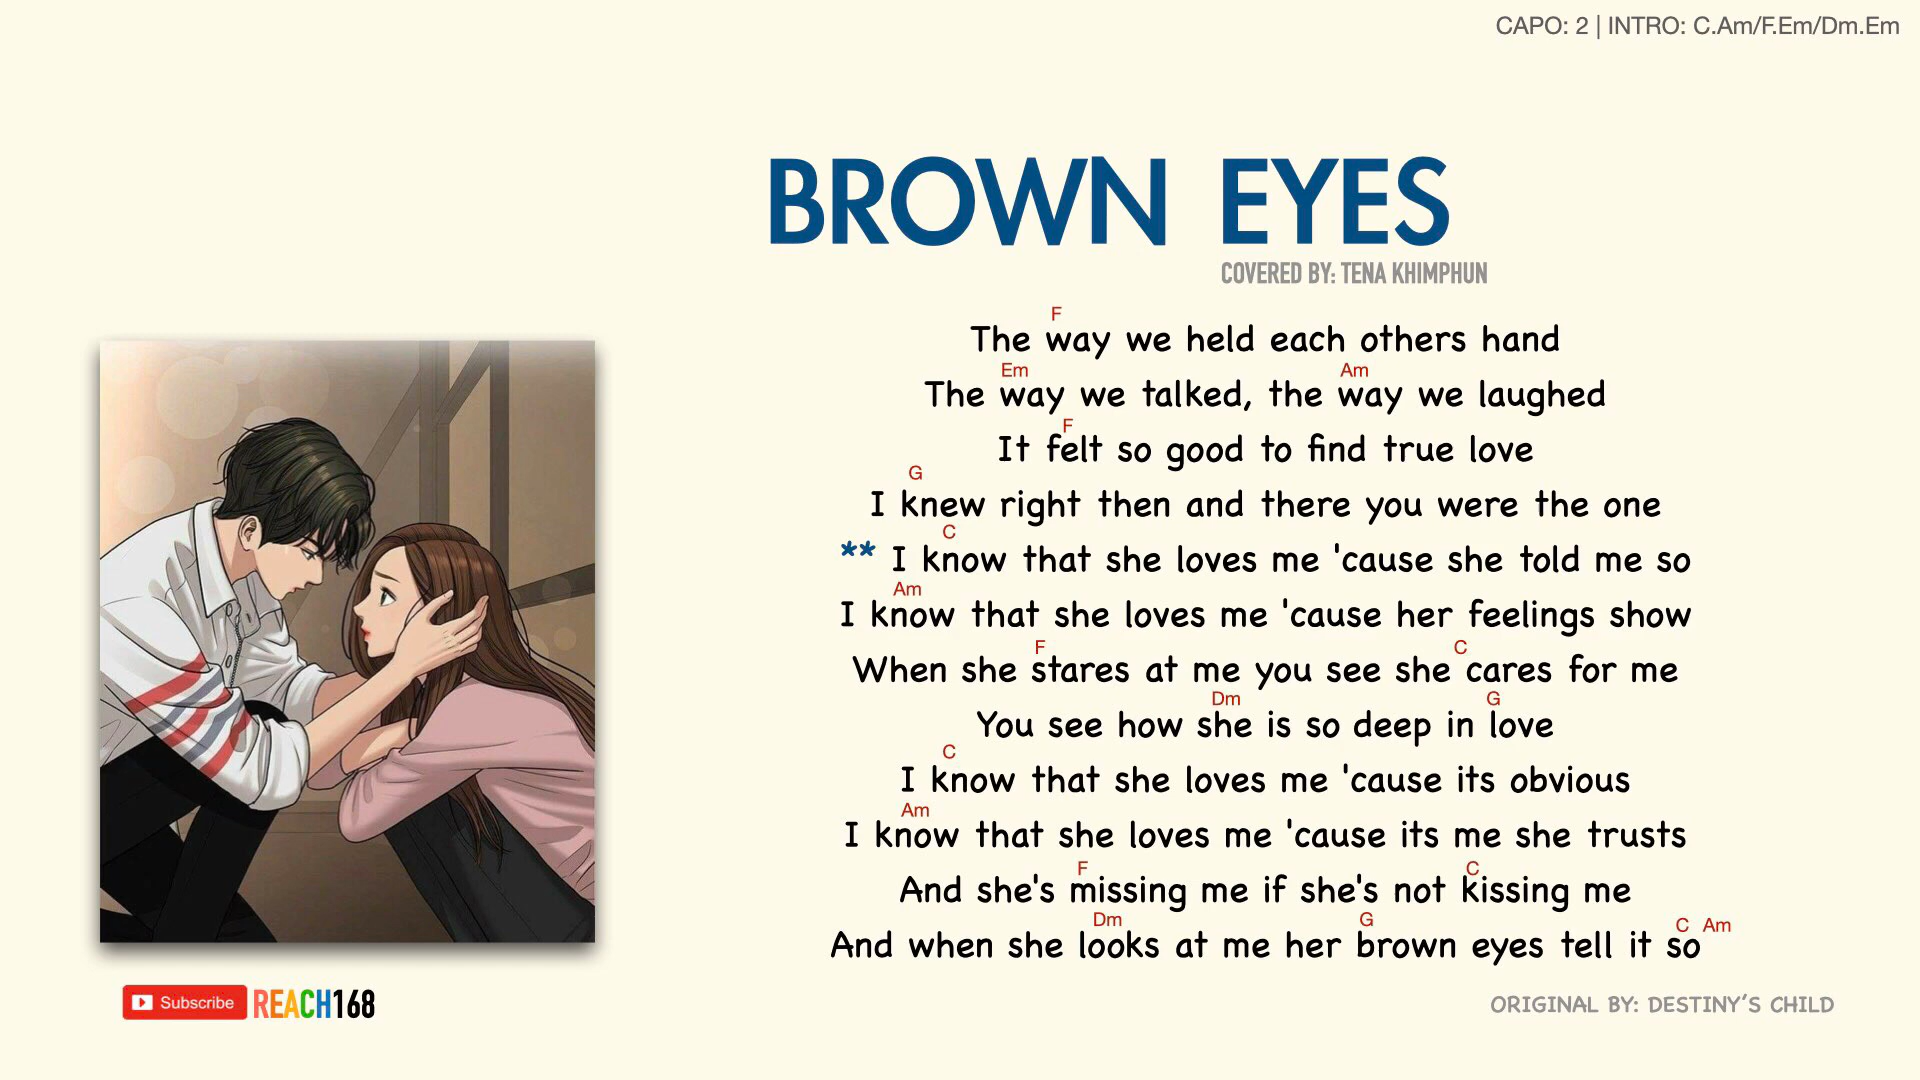 CAPO: 2 | INTRO: C.Am/F.Em/Dm.Em
BROWN EYES
COVERED BY: TENA KHIMPHUN
F
The way we held each others hand
Em Am
The way we talked, the way we laughed
F
It felt so good to find true love
G
I knew right then and there you were the one
C
** I know that she loves me 'cause she told me so
Am
I know that she loves me 'cause her feelings show
F C
When she stares at me you see she cares for me
Dm G
You see how she is so deep in love
C
I know that she loves me 'cause its obvious
Am
I know that she loves me 'cause its me she trusts
F C
And she's missing me if she's not kissing me
Dm G C Am
And when she looks at me her brown eyes tell it so
Subscribe REACH168
ORIGINAL BY: DESTINY'S CHILD